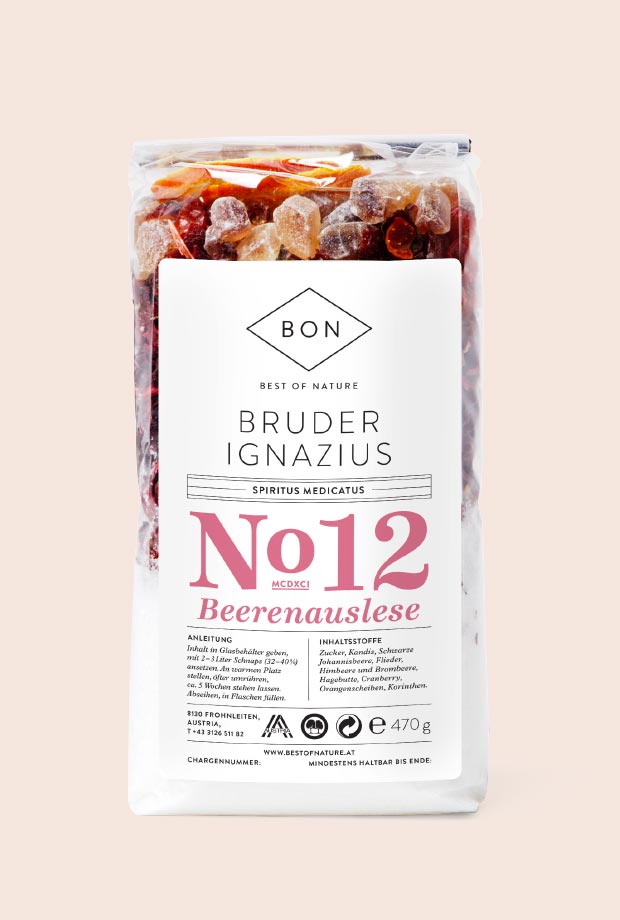 BON
BEST OF NATURE
BRUDER
IGNAZIUS
SPIRITUS MEDICATUS
No12
MCDXCI
Beerenauslese
ANLEITUNG
Inhalt in Glasbehälter geben,
mit 2–3 Liter Schnaps (32–40%)
ansetzen. An warmen Platz
stellen, öfter umrühren,
ca. 5 Wochen stehen lassen.
Abseihen, in Flaschen füllen.
INHALTSSTOFFE
Zucker, Kandis, Schwarze
Johannisbeere, Flieder,
Himbeere und Brombeere,
Hagebutte, Cranberry,
Orangenscheiben, Korinthen.
8130 FROHNLEITEN,
AUSTRIA,
T +43 3126 511 82
AUSTRIA
e 470 g
WWW.BESTOFNATURE.AT
CHARGENNUMMER:
MINDESTENS HALTBAR BIS ENDE: